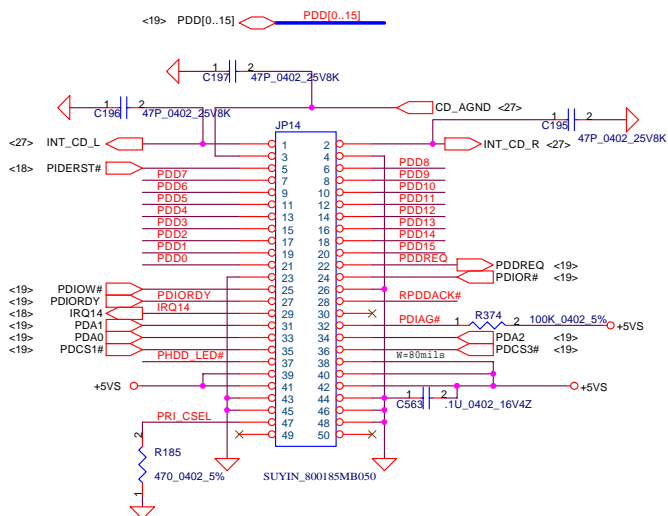 <19> PDD[0..15] PDD[0..15]
C197 1 2 47P_0402_25V8K
C196 1 2 47P_0402_25V8K
CD_AGND <27>
C195 1 2 47P_0402_25V8K
JP14
<27> INT_CD_L 1 2 INT_CD_R <27>
3 4
<18> PIDERST# 5 6 PDD8
PDD7 7 8 PDD9
PDD6 9 10 PDD10
PDD5 11 12 PDD11
PDD4 13 14 PDD12
PDD3 15 16 PDD13
PDD2 17 18 PDD14
PDD1 19 20 PDD15
PDD0 21 22 PDDREQ PDDREQ <19>
23 24 PDIOR# <19>
<19> PDIOW# 25 26
<19> PDIORDY PDIORDY 27 28 RPDDACK#
<18> IRQ14 IRQ14 29 30
<19> PDA1 31 32 PDIAG# 1 R374 2 100K_0402_5% +5VS
<19> PDA0 33 34 PDA2 <19>
<19> PDCS1# 35 36 PDCS3# <19>
PHDD_LED# 37 38 W=80mils
39 40
+5VS 41 42 +5VS
43 44 1 2
C563 .1U_0402_16V4Z
45 46
PRI_CSEL 47 48
49 50
2
R185
470_0402_5%
1
SUYIN_800185MB050